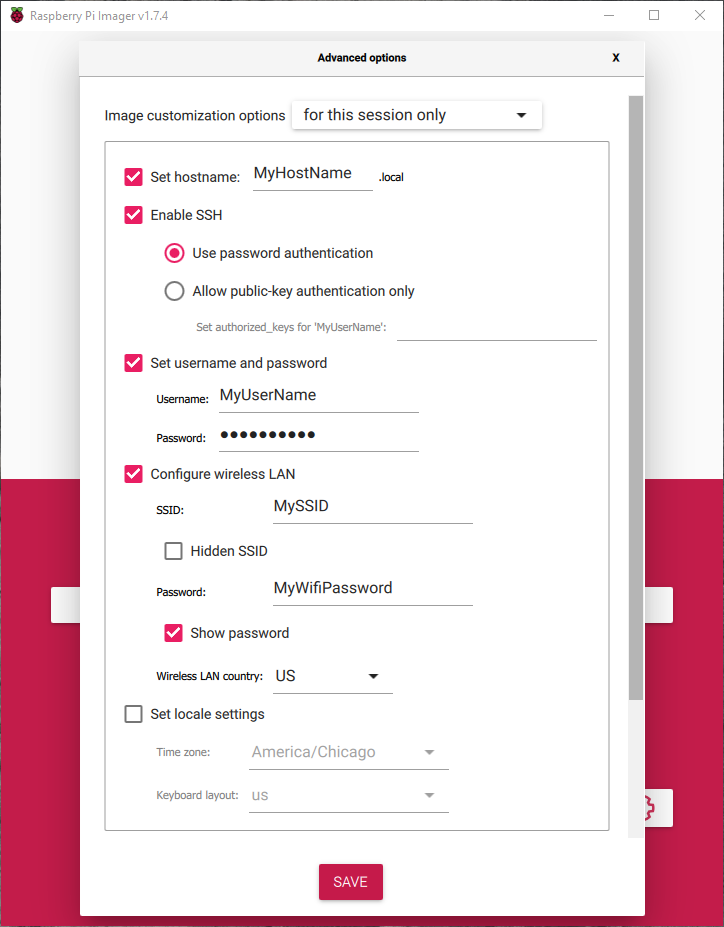 Raspberry Pi Imager v1.7.4
Advanced options X
Image customization options for this session only
Set hostname: MyHostName .local
Enable SSH
Use password authentication
Allow public-key authentication only
Set authorized_keys for 'MyUserName':
Set username and password
Username: MyUserName
Password: ●●●●●●●●●●
Configure wireless LAN
SSID: MySSID
Hidden SSID
Password: MyWifiPassword
Show password
Wireless LAN country: US
Set locale settings
Time zone: America/Chicago
Keyboard layout: us
SAVE